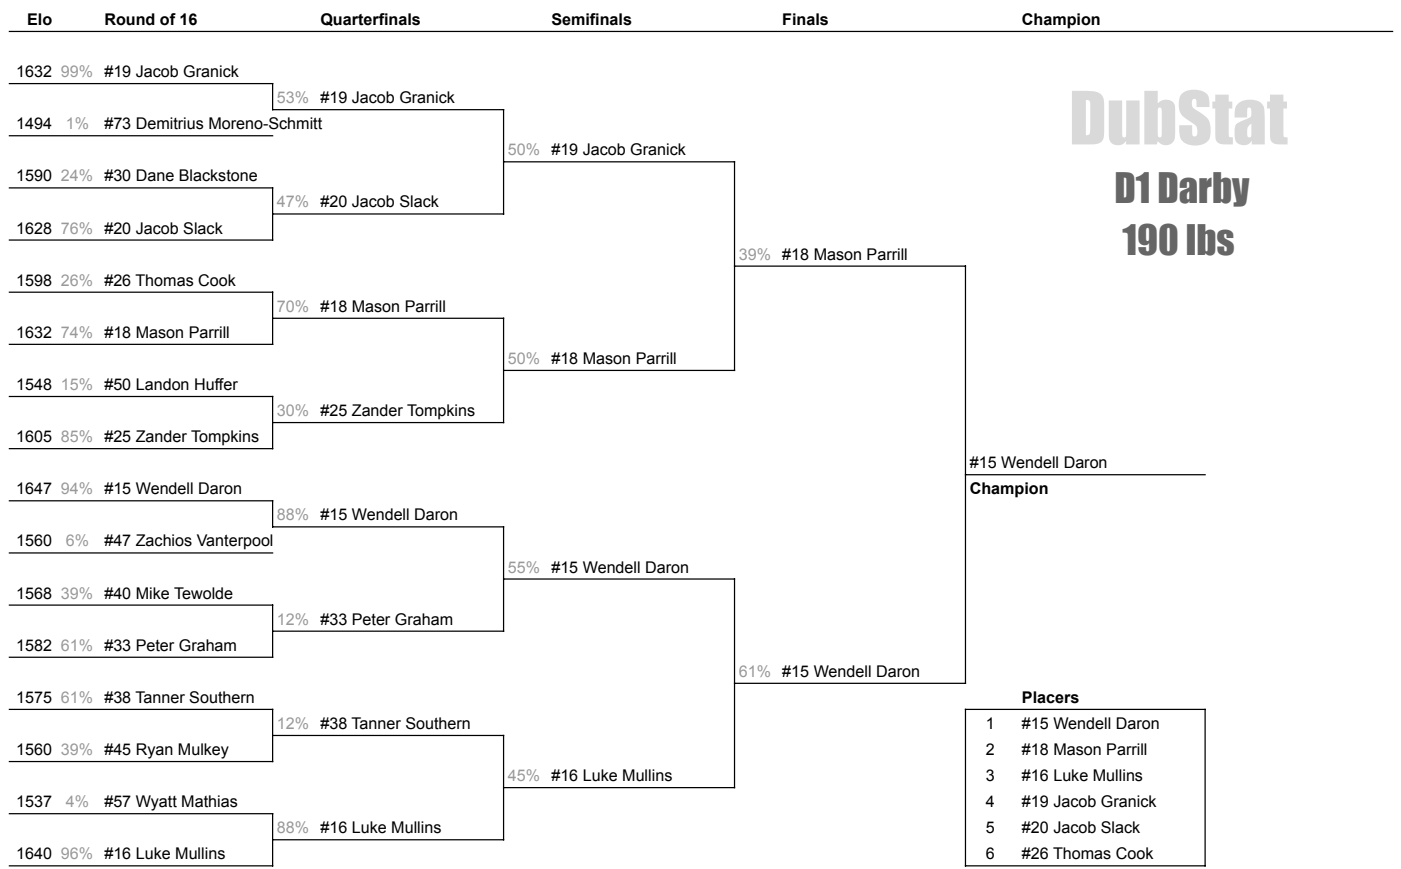 Elo Round of 16 Quarterfinals Semifinals Finals Champion
1632 99% #19 Jacob Granick
53% #19 Jacob Granick
DubStat
1494 1% #73 Demitrius Moreno-Schmitt
50% #19 Jacob Granick
1590 24% #30 Dane Blackstone
D1 Darby
47% #20 Jacob Slack
1628 76% #20 Jacob Slack
190 lbs
39% #18 Mason Parrill
1598 26% #26 Thomas Cook
70% #18 Mason Parrill
1632 74% #18 Mason Parrill
50% #18 Mason Parrill
1548 15% #50 Landon Huffer
30% #25 Zander Tompkins
1605 85% #25 Zander Tompkins
#15 Wendell Daron
1647 94% #15 Wendell Daron
Champion
88% #15 Wendell Daron
1560 6% #47 Zachios Vanterpool
55% #15 Wendell Daron
1568 39% #40 Mike Tewolde
12% #33 Peter Graham
1582 61% #33 Peter Graham
61% #15 Wendell Daron
1575 61% #38 Tanner Southern
Placers
12% #38 Tanner Southern
1 #15 Wendell Daron
1560 39% #45 Ryan Mulkey
2 #18 Mason Parrill
45% #16 Luke Mullins
3 #16 Luke Mullins
1537 4% #57 Wyatt Mathias
4 #19 Jacob Granick
88% #16 Luke Mullins
5 #20 Jacob Slack
1640 96% #16 Luke Mullins
6 #26 Thomas Cook